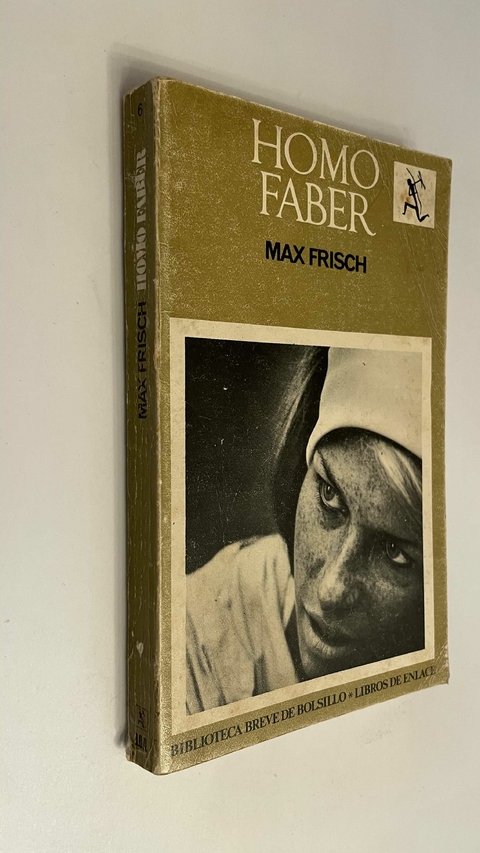 HOMO
FABER
MAX FRISCH
BIBLIOTECA BREVE DE BOLSILLO * LIBROS DE ENLACE
6
MAX FRISCH HOMO FABER